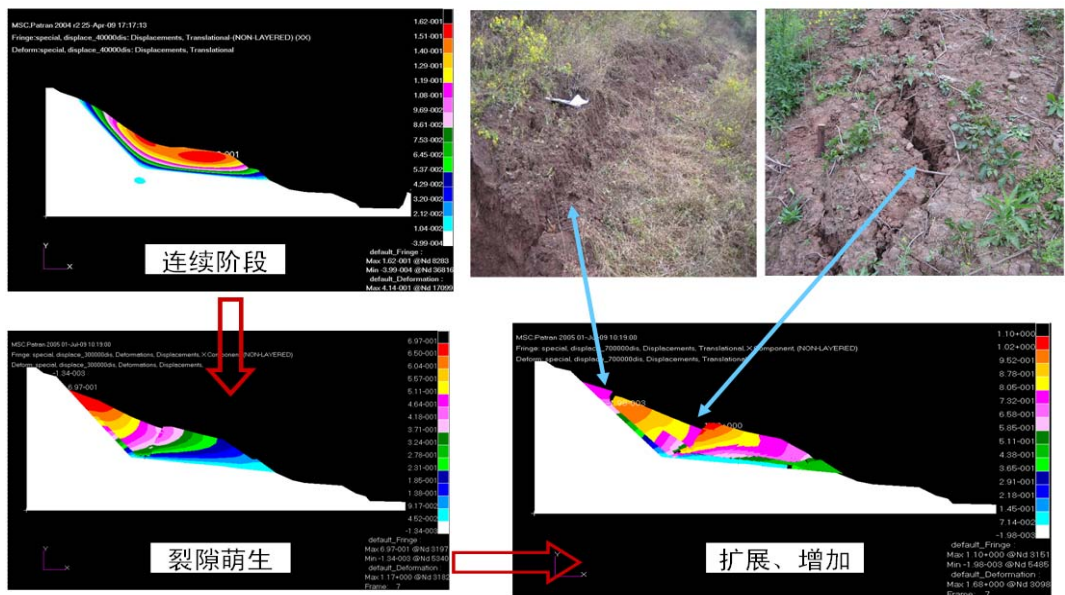 MSC.Patran 2004 r2 25-Apr-09 17:17:13
Fringe:special, displace_40000dis: Displacements, Translational-(NON-LAYERED) (XX)
Deform:special, displace_40000dis: Displacements, Translational
1.62-001
1.51-001
1.40-001
1.29-001
1.19-001
1.08-001
9.69-002
8.61-002
7.53-002
6.45-002
5.37-002
4.29-002
3.20-002
2.12-002
1.04-002
-3.99-004
Y
X
default_Fringe :
Max 1.62-001 @Nd 8283
Min -3.99-004 @Nd 36816
default_Deformation :
Max 4.14-001 @Nd 17099
连续阶段
MSC.Patran 2005 01-Jul-09 10:19:00
Fringe: special, displace_300000dis, Deformations, Displacements, X Component, (NON-LAYERED)
Deform: special, displace_300000dis, Deformations, Displacements,
-1.34-003
6.97-001
6.97-001
6.50-001
6.04-001
5.57-001
5.11-001
4.64-001
4.18-001
3.71-001
3.24-001
2.78-001
2.31-001
1.85-001
1.38-001
9.17-002
4.52-002
-1.34-003
default_Fringe :
Max 6.97-001 @Nd 3197
Min -1.34-003 @Nd 5340
default_Deformation :
Max 1.17+000 @Nd 3182
Frame: 7
裂隙萌生
MSC.Patran 2005 01-Jul-09 10:19:00
Fringe: special, displace_700000dis, Displacements, Translational, X Component, (NON-LAYERED)
Deform: special, displace_700000dis, Displacements, Translational,
1.10+000
1.02+000
9.52-001
8.78-001
8.05-001
7.32-001
6.58-001
5.85-001
5.11-001
4.38-001
3.65-001
2.91-001
2.18-001
1.45-001
7.14-002
-1.98-003
default_Fringe :
Max 1.10+000 @Nd 3151
Min -1.98-003 @Nd 5485
default_Deformation :
Max 1.68+000 @Nd 3098
Frame: 7
扩展、增加